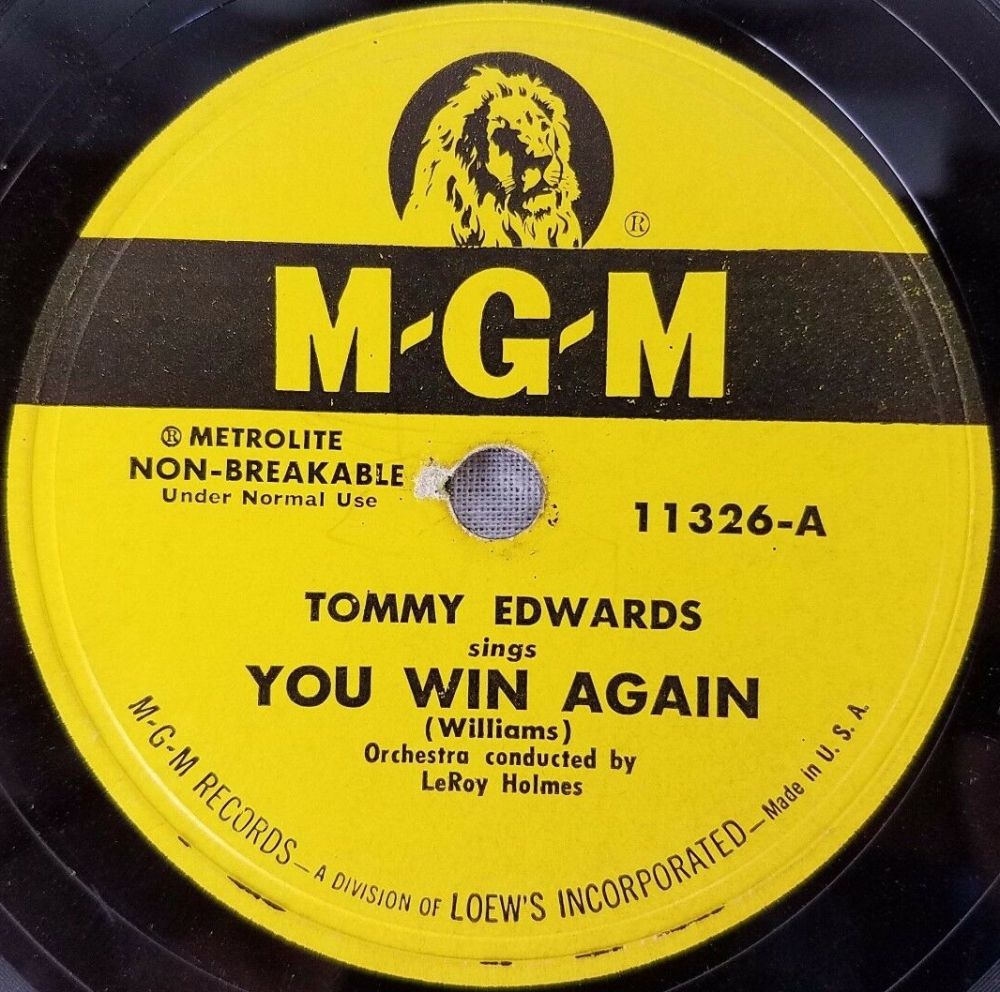 ®
M-G-M
® METROLITE
NON-BREAKABLE
Under Normal Use
11326-A
TOMMY EDWARDS
sings
YOU WIN AGAIN
(Williams)
Orchestra conducted by
LeRoy Holmes
M-G-M RECORDS—A DIVISION OF LOEW'S INCORPORATED—Made in U. S. A.